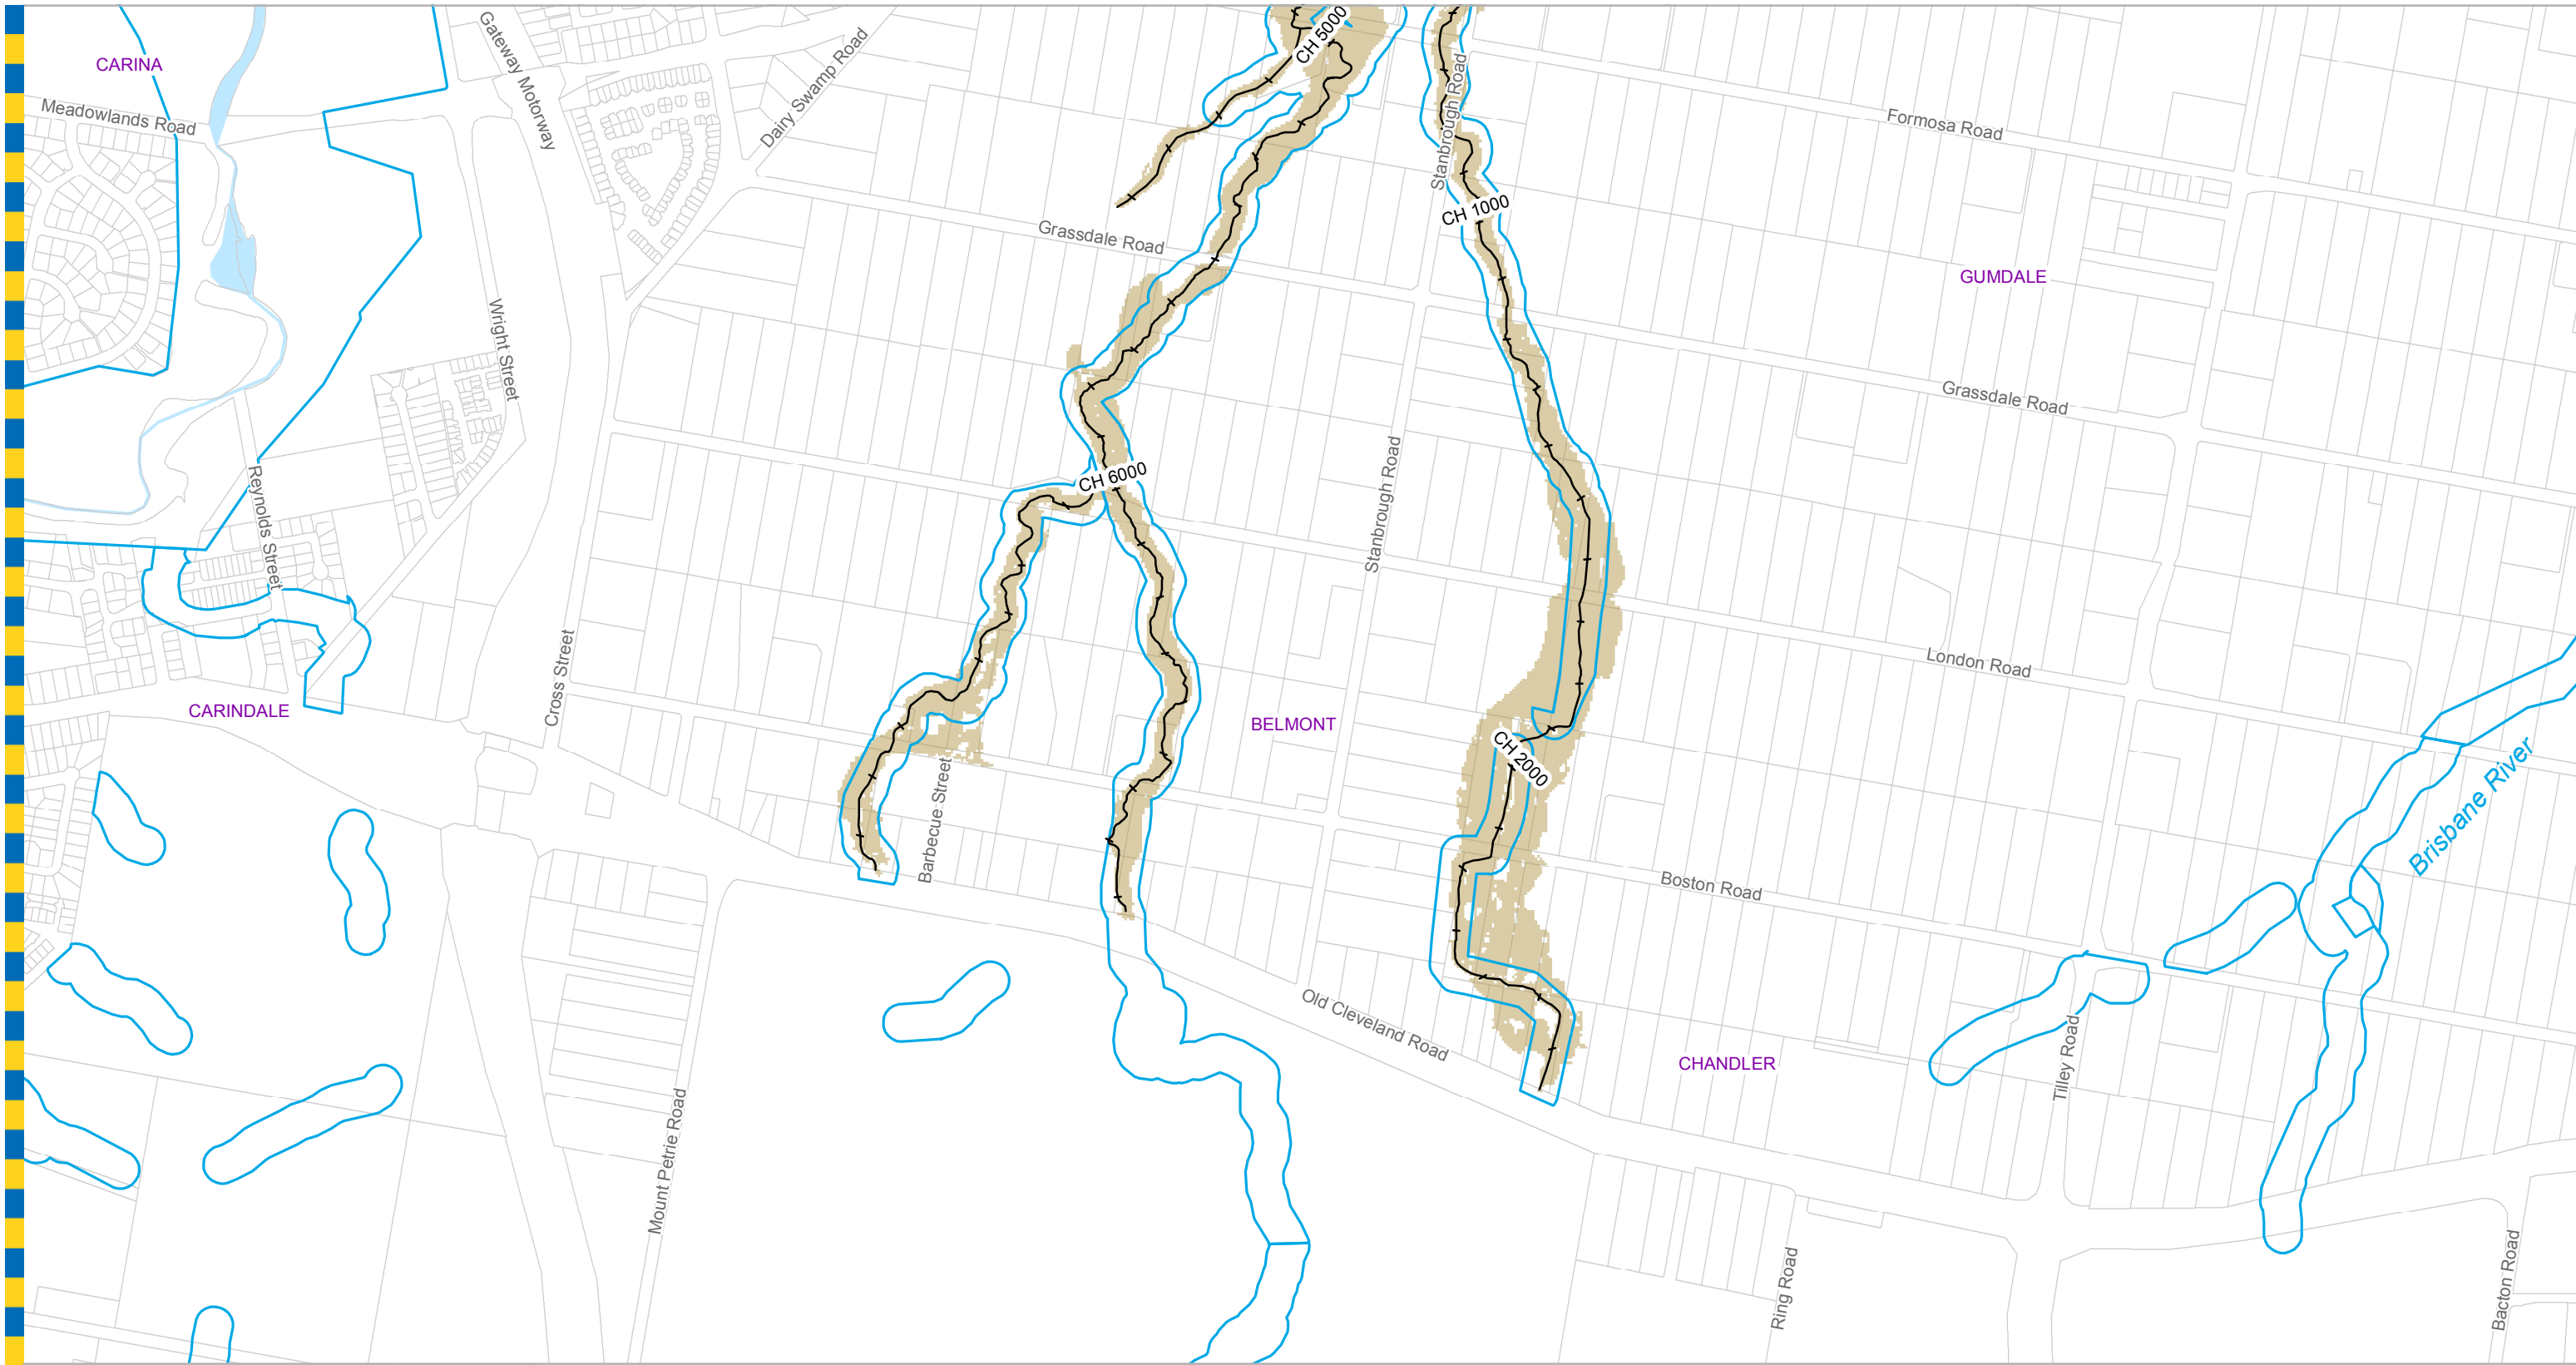 CH 5000
Gateway Motorway
Dairy Swamp Road
CARINA
Meadowlands Road
Stanbrough Road
Formosa Road
CH 1000
Grassdale Road
GUMDALE
Wright Street
Grassdale Road
CH 6000
Stanbrough Road
Reynolds Street
London Road
Cross Street
CARINDALE
BELMONT
CH 2000
Brisbane River
Barbecue Street
Boston Road
Old Cleveland Road
CHANDLER
Tilley Road
Mount Petrie Road
Ring Road
Bacton Road